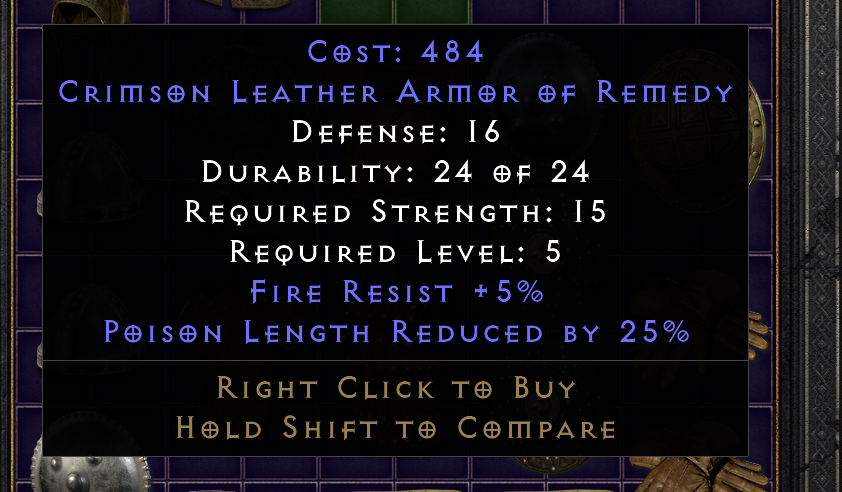 Cost: 484
Crimson Leather Armor of Remedy
Defense: 16
Durability: 24 of 24
Required Strength: 15
Required Level: 5
Fire Resist +5%
Poison Length Reduced by 25%
Right Click to Buy
Hold Shift to Compare